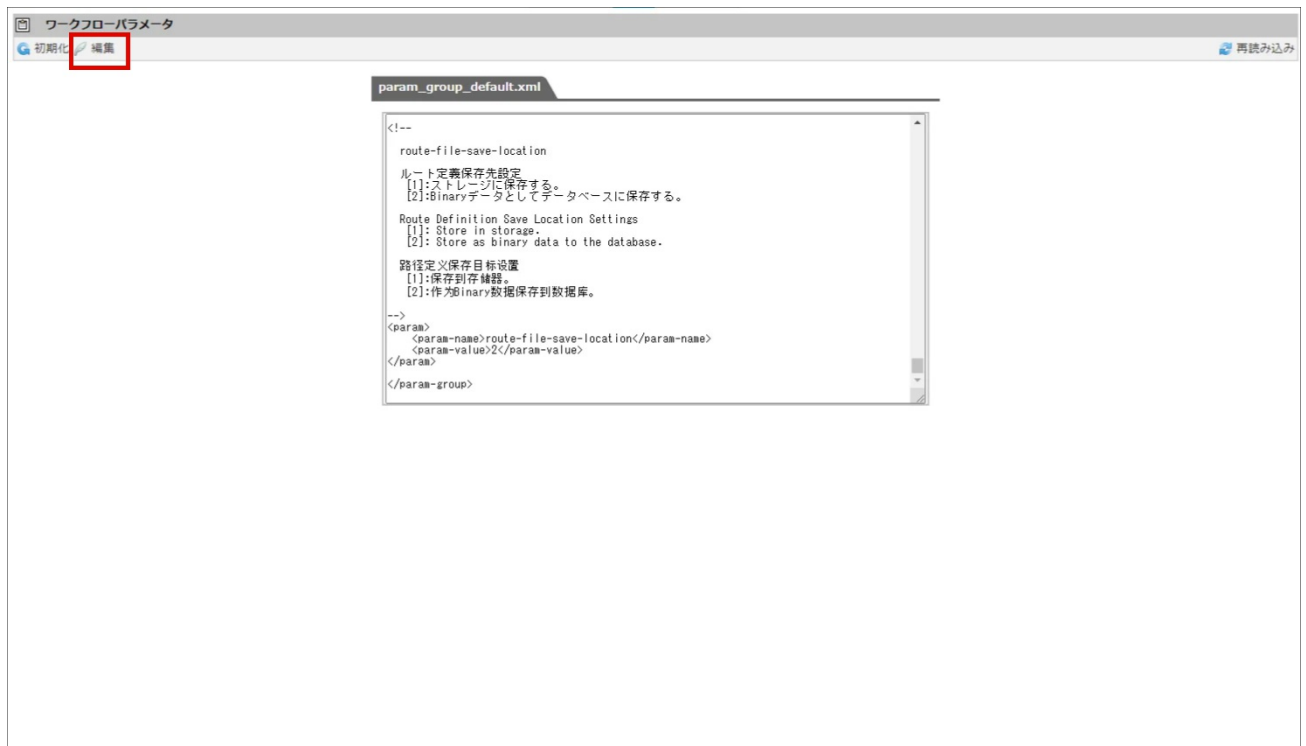 ワークフローパラメータ
初期化 編集 再読み込み
param_group_default.xml
<!--
route-file-save-location
ルート定義保存先設定
[1]:ストレージに保存する。
[2]:Binaryデータとしてデータベースに保存する。
Route Definition Save Location Settings
[1]: Store in storage.
[2]: Store as binary data to the database.
路径定义保存目标设置
[1]:保存到存储器。
[2]:作为Binary数据保存到数据库。
-->
<param>
<param-name>route-file-save-location</param-name>
<param-value>2</param-value>
</param>
</param-group>